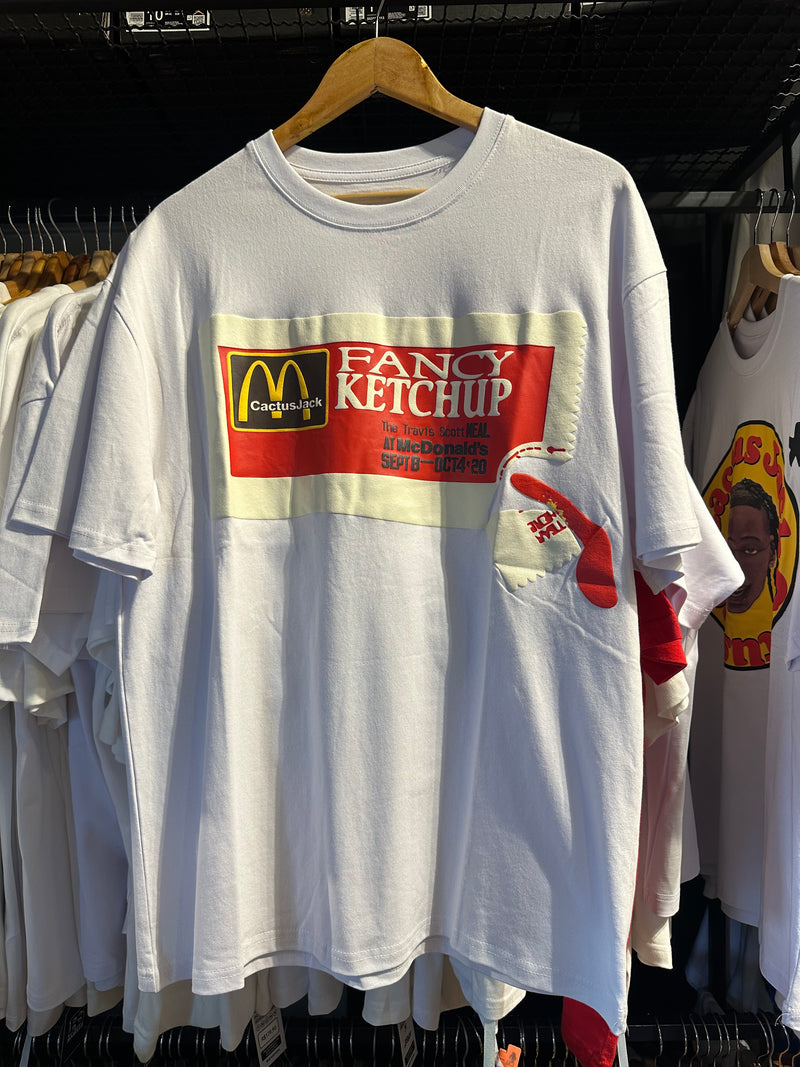 CactusJack
FANCY
KETCHUP
The Travis Scott MEAL
AT McDonald's
SEPT 8—OCT 4 '20